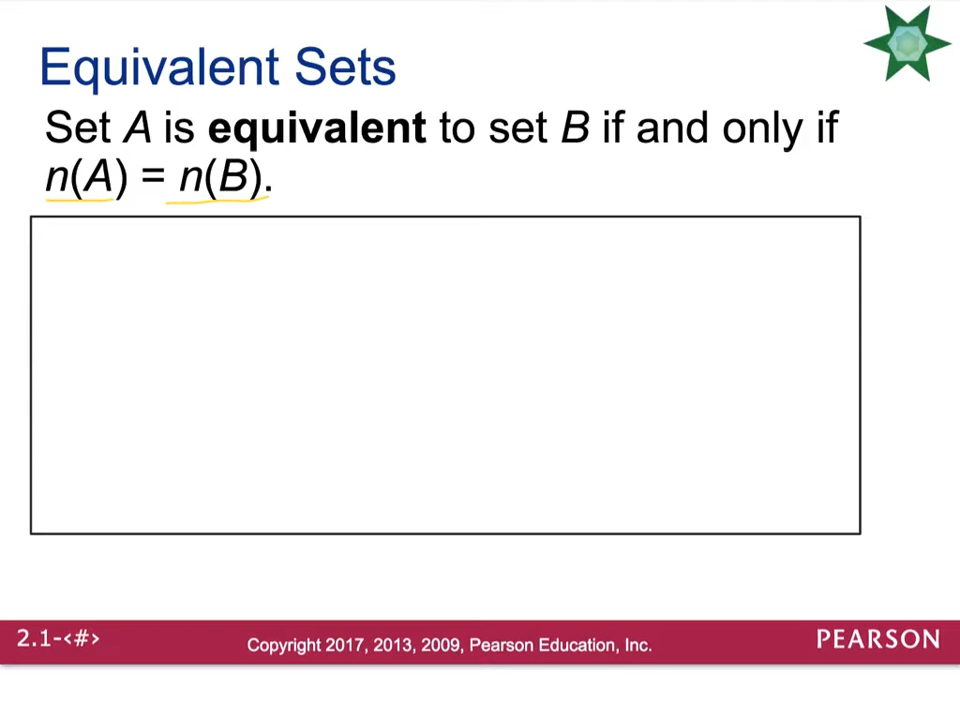 Equivalent Sets
Set A is equivalent to set B if and only if
n(A) = n(B).
2.1-<#>
Copyright 2017, 2013, 2009, Pearson Education, Inc.
PEARSON